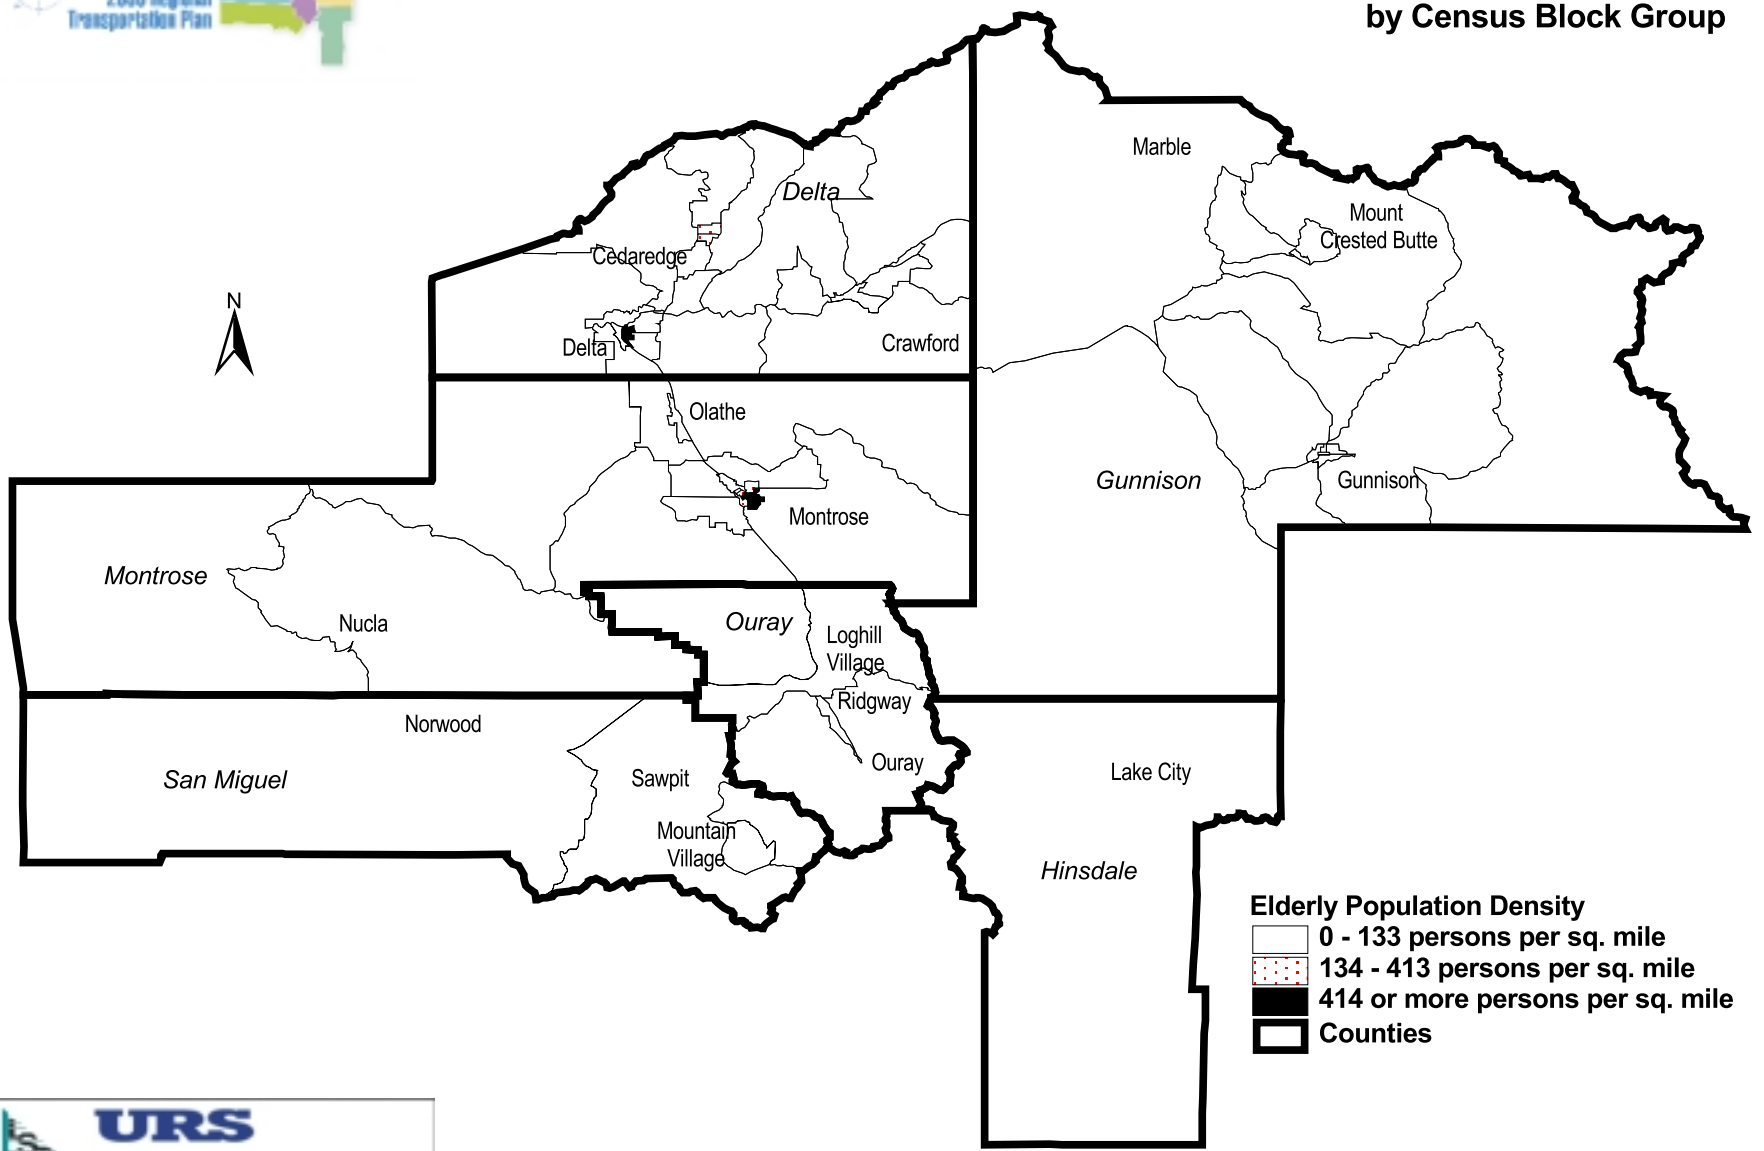 Transportation Plan
by Census Block Group
Marble
Delta
Mount
Crested Butte
Cedaredge
N
Delta
Crawford
Olathe
Gunnison
Gunnison
Montrose
Montrose
Nucla
Ouray
Loghill
Village
Ridgway
Norwood
Ouray
Lake City
San Miguel
Sawpit
Mountain
Village
Hinsdale
Elderly Population Density
0 - 133 persons per sq. mile
134 - 413 persons per sq. mile
414 or more persons per sq. mile
Counties
URS